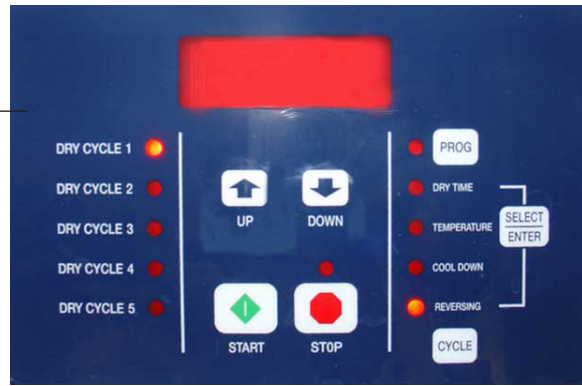 DRY CYCLE 1
DRY CYCLE 2
DRY CYCLE 3
DRY CYCLE 4
DRY CYCLE 5
UP
DOWN
START
STOP
PROG
DRY TIME
TEMPERATURE
COOL DOWN
REVERSING
SELECT
ENTER
CYCLE